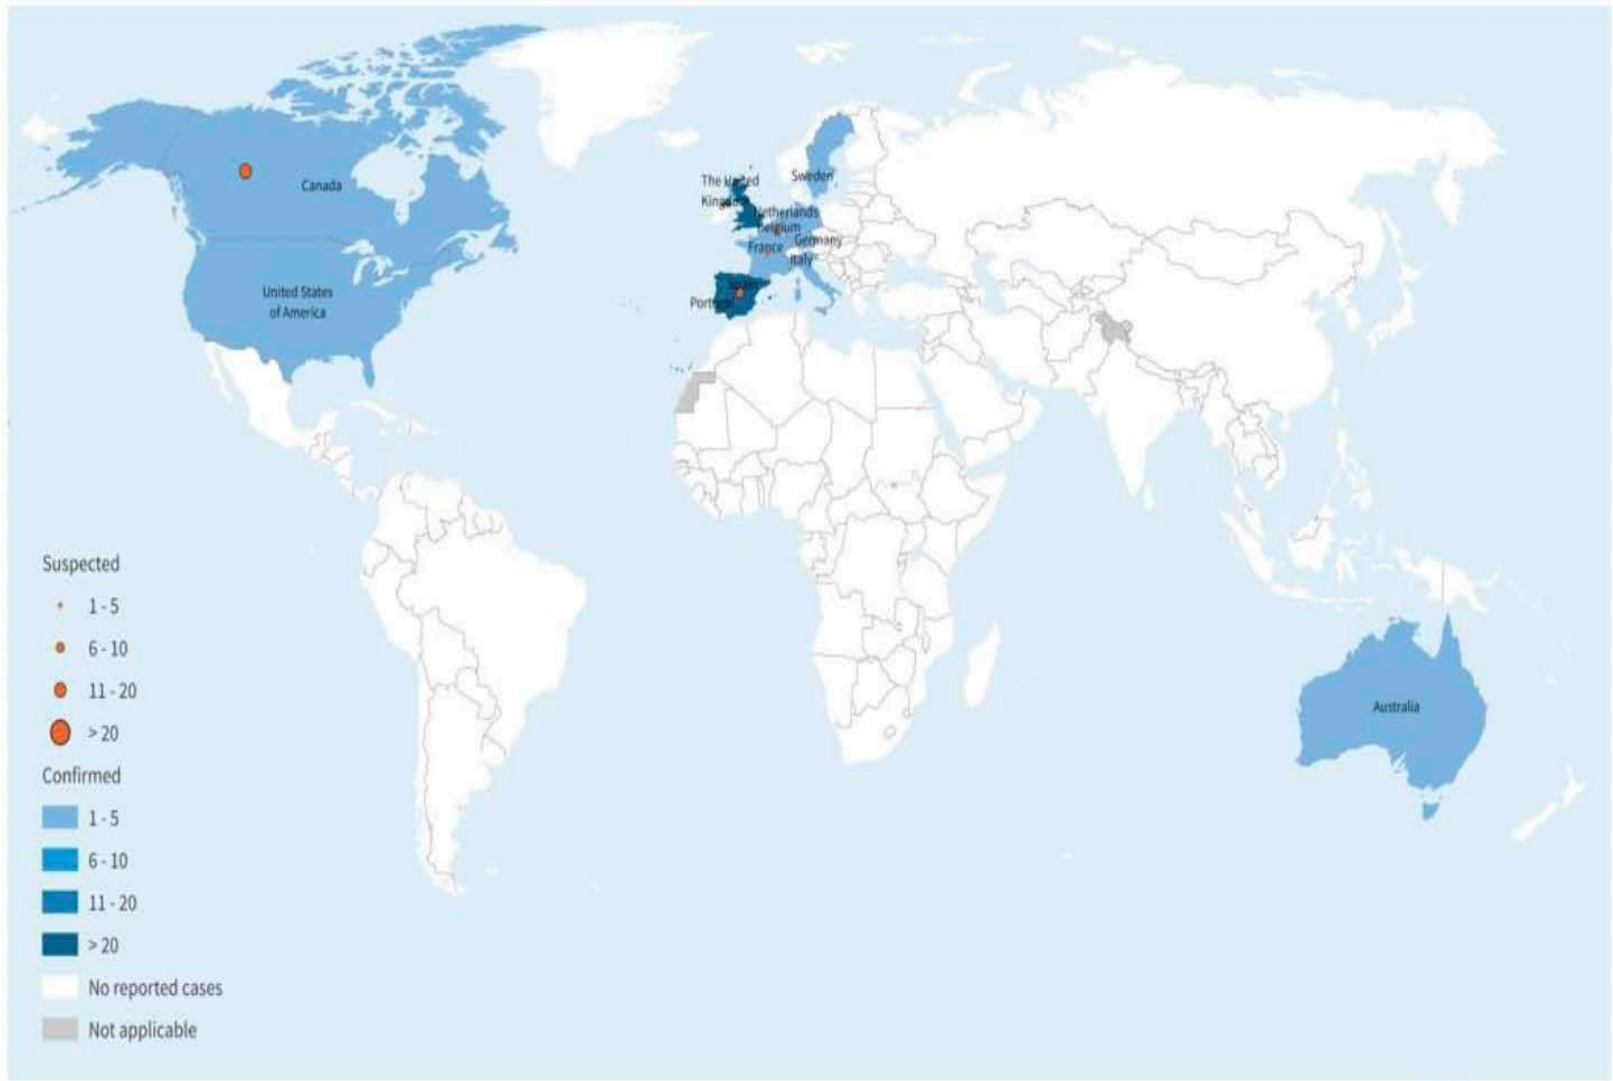 Canada
United States
of America
The United
Kingdom
Sweden
Netherlands
Belgium
France
Germany
Italy
Spain
Portugal
Australia
Suspected
1 - 5
6 - 10
11 - 20
> 20
Confirmed
1 - 5
6 - 10
11 - 20
> 20
No reported cases
Not applicable